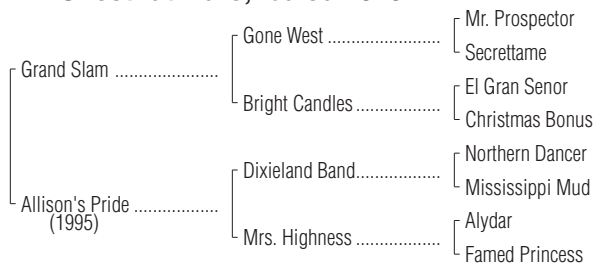 Mr. Prospector
Gone West ........................
Secrettame
Grand Slam ......................
El Gran Senor
Bright Candles ..................
Christmas Bonus
Northern Dancer
Dixieland Band..................
Mississippi Mud
Allison's Pride ..................
(1995)
Alydar
Mrs. Highness ..................
Famed Princess